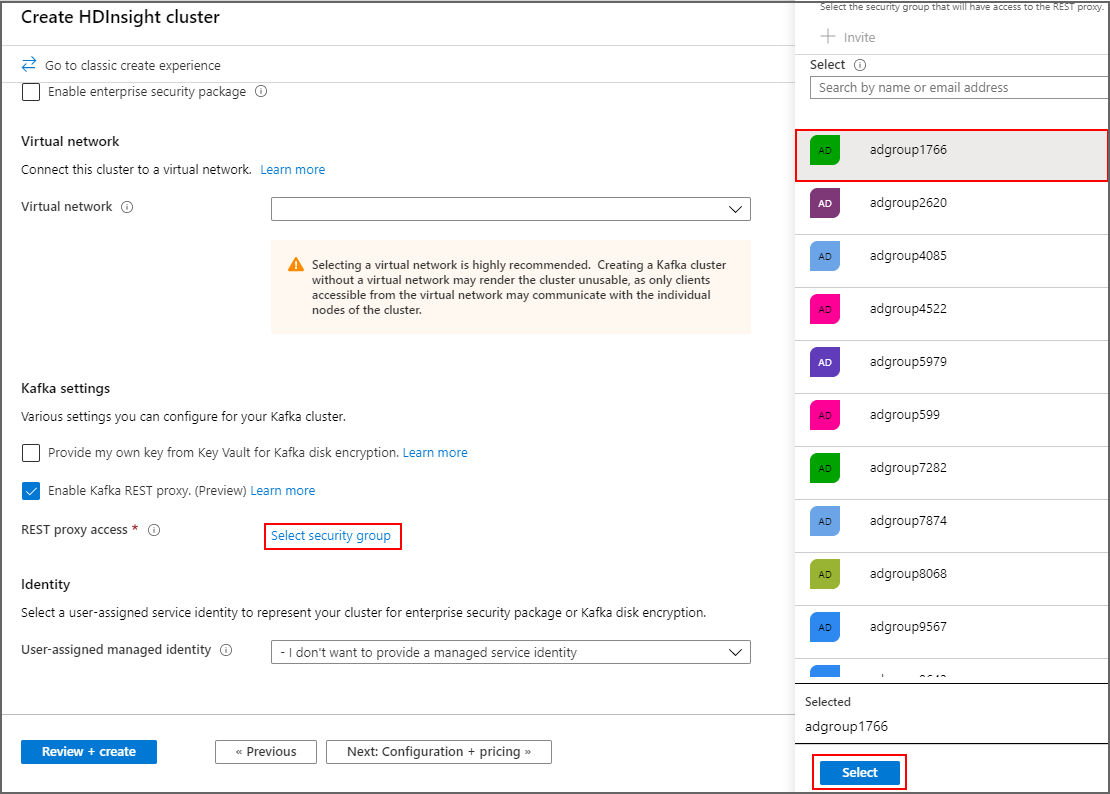 Create HDInsight cluster
Go to classic create experience
Enable enterprise security package
Virtual network
Connect this cluster to a virtual network. Learn more
Virtual network
Selecting a virtual network is highly recommended. Creating a Kafka cluster
without a virtual network may render the cluster unusable, as only clients
accessible from the virtual network may communicate with the individual
nodes of the cluster.
Kafka settings
Various settings you can configure for your Kafka cluster.
Provide my own key from Key Vault for Kafka disk encryption. Learn more
Enable Kafka REST proxy. (Preview) Learn more
REST proxy access *
Select security group
Identity
Select a user-assigned service identity to represent your cluster for enterprise security package or Kafka disk encryption.
User-assigned managed identity
- I don't want to provide a managed service identity
Review + create
« Previous
Next: Configuration + pricing »
Select the security group that will have access to the REST proxy.
+ Invite
Select
Search by name or email address
AD adgroup1766
AD adgroup2620
AD adgroup4085
AD adgroup4522
AD adgroup5979
AD adgroup599
AD adgroup7282
AD adgroup7874
AD adgroup8068
AD adgroup9567
Selected
adgroup1766
Select